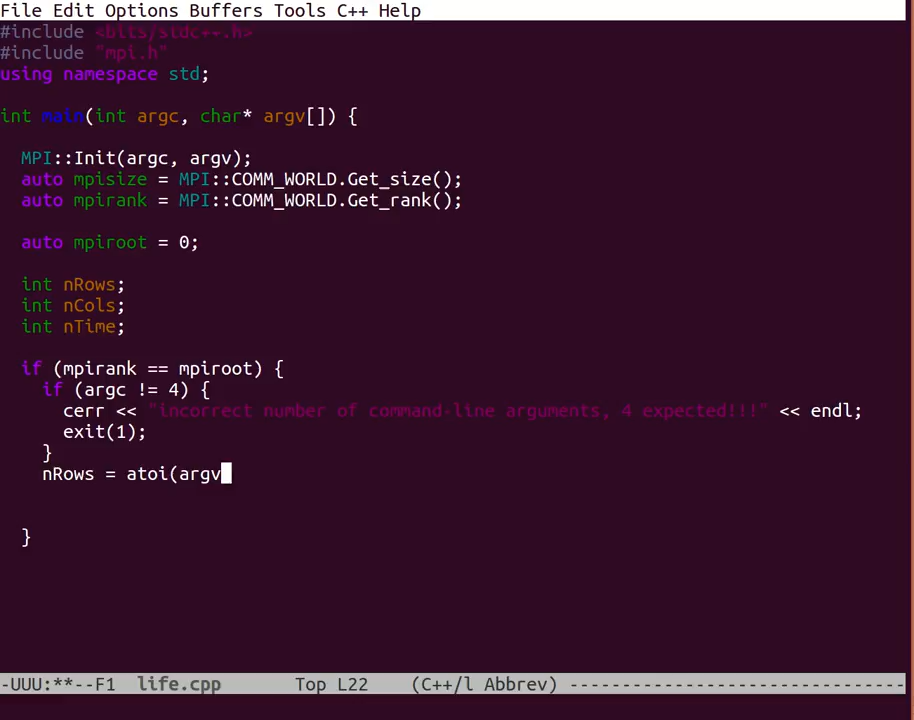 File Edit Options Buffers Tools C++ Help
#include <bits/stdc++.h>
#include "mpi.h"
using namespace std;
int main(int argc, char* argv[]) {
MPI::Init(argc, argv);
auto mpisize = MPI::COMM_WORLD.Get_size();
auto mpirank = MPI::COMM_WORLD.Get_rank();
auto mpiroot = 0;
int nRows;
int nCols;
int nTime;
if (mpirank == mpiroot) {
if (argc != 4) {
cerr << "incorrect number of command-line arguments, 4 expected!!!" << endl;
exit(1);
}
nRows = atoi(argv
}
-UUU:**--F1 life.cpp Top L22 (C++/l Abbrev) --------------------------------